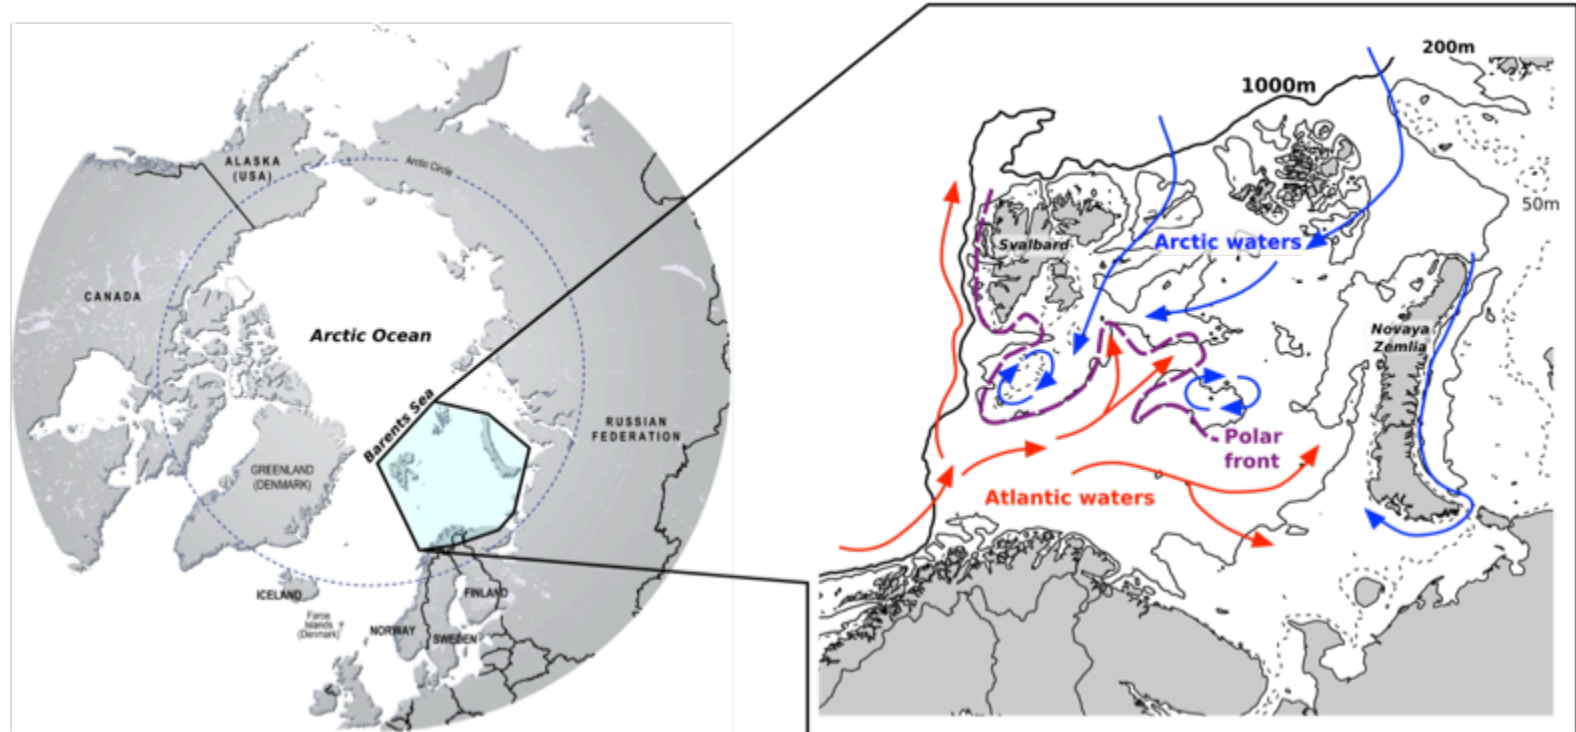 ALASKA
(USA)
Arctic Circle
CANADA
Arctic Ocean
Barents Sea
RUSSIAN
FEDERATION
GREENLAND
(DENMARK)
ICELAND
Faroe
Islands
(Denmark)
NORWAY
SWEDEN
FINLAND
200m
1000m
50m
Svalbard
Arctic waters
Novaya
Zemlia
Polar
front
Atlantic waters